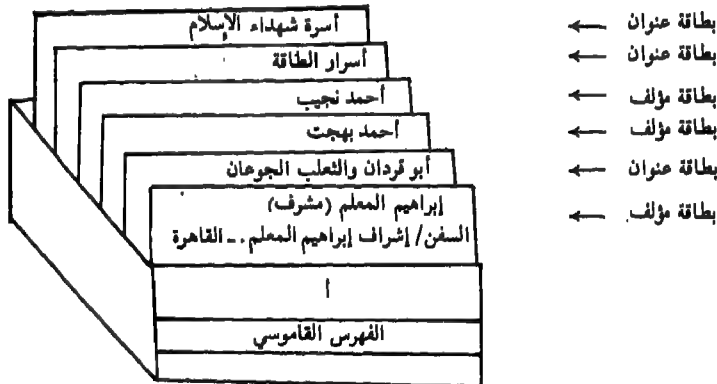 أسرة شهداء الإسلام ← بطاقة عنوان
أسرار الطاقة ← بطاقة عنوان
أحمد نجيب ← بطاقة مؤلف
أحمد بهجت ← بطاقة مؤلف
أبو قردان والثعلب الجوعان ← بطاقة عنوان
إبراهيم المعلم (مشرف) ← بطاقة مؤلف
السفن/ إشراف إبراهيم المعلم .ــ القاهرة
أ
الفهرس القاموسي